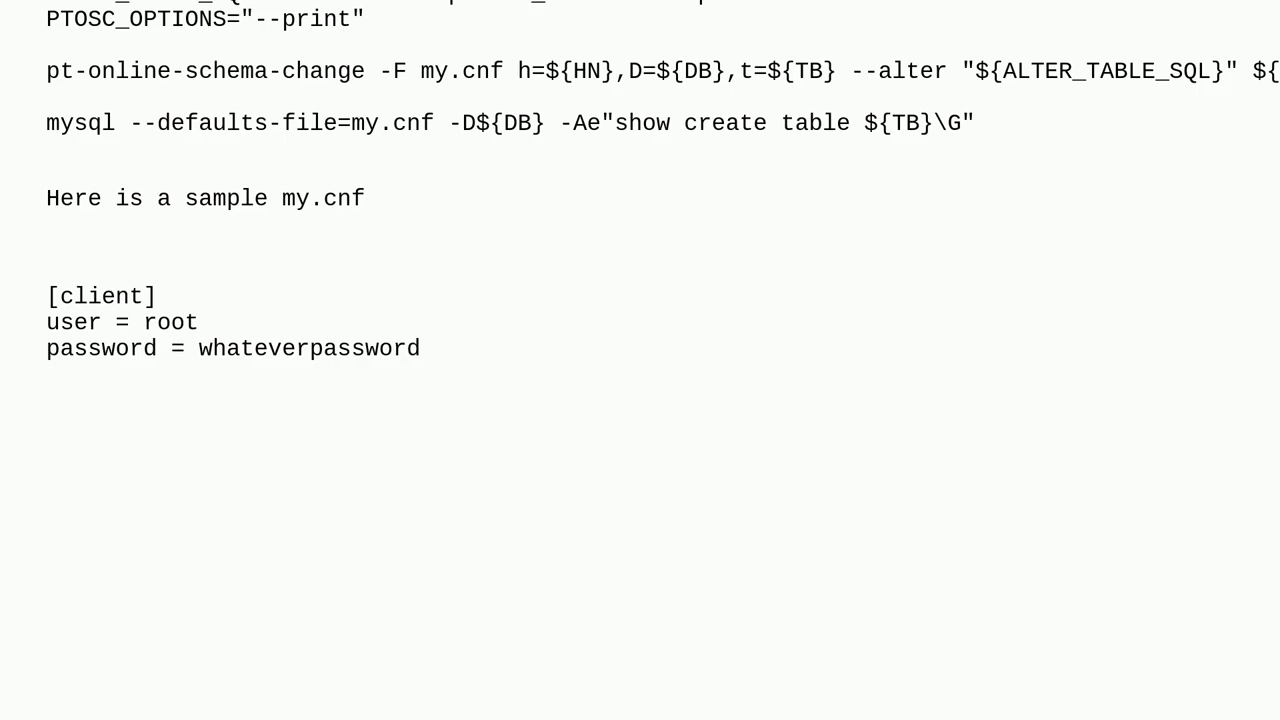 PTOSC_OPTIONS="--print"
pt-online-schema-change -F my.cnf h=${HN},D=${DB},t=${TB} --alter "${ALTER_TABLE_SQL}" ${
mysql --defaults-file=my.cnf -D${DB} -Ae"show create table ${TB}\G"
Here is a sample my.cnf
[client]
user = root
password = whateverpassword